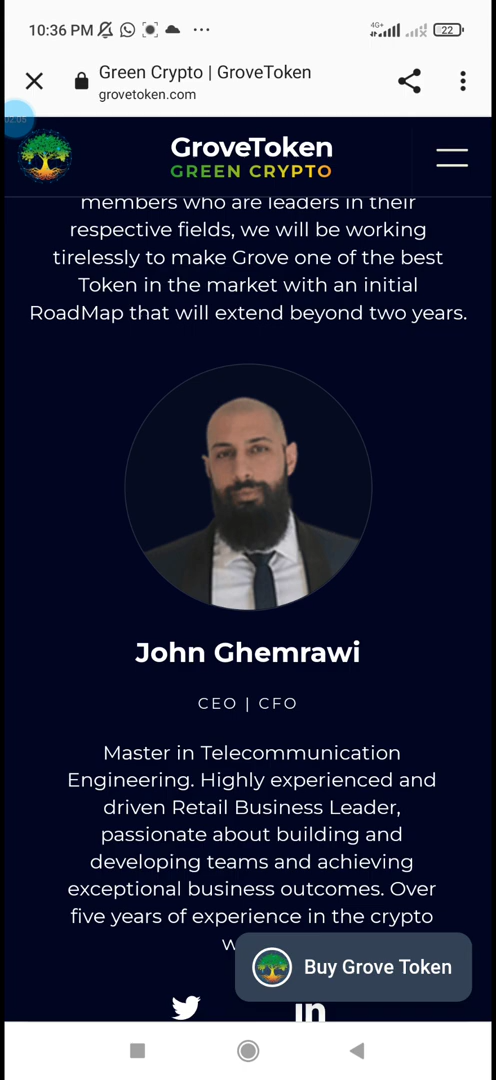 10:36 PM
4G+
22
Green Crypto | GroveToken
grovetoken.com
02:05
GroveToken
GREEN CRYPTO
members who are leaders in their
respective fields, we will be working
tirelessly to make Grove one of the best
Token in the market with an initial
RoadMap that will extend beyond two years.
John Ghemrawi
CEO | CFO
Master in Telecommunication
Engineering. Highly experienced and
driven Retail Business Leader,
passionate about building and
developing teams and achieving
exceptional business outcomes. Over
five years of experience in the crypto
Buy Grove Token
in